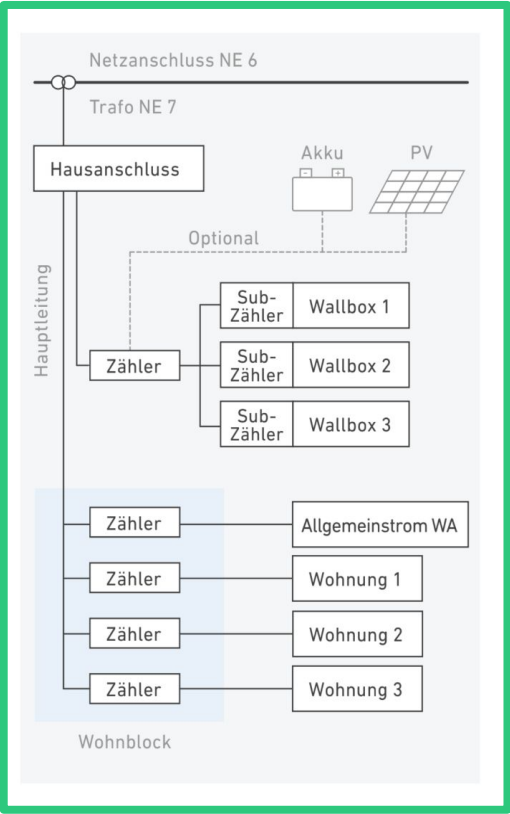 Netzanschluss NE 6
Trafo NE 7
Hausanschluss
Akku
PV
Optional
Hauptleitung
Zähler
Sub-
Zähler
Wallbox 1
Sub-
Zähler
Wallbox 2
Sub-
Zähler
Wallbox 3
Zähler
Allgemeinstrom WA
Zähler
Wohnung 1
Zähler
Wohnung 2
Zähler
Wohnung 3
Wohnblock